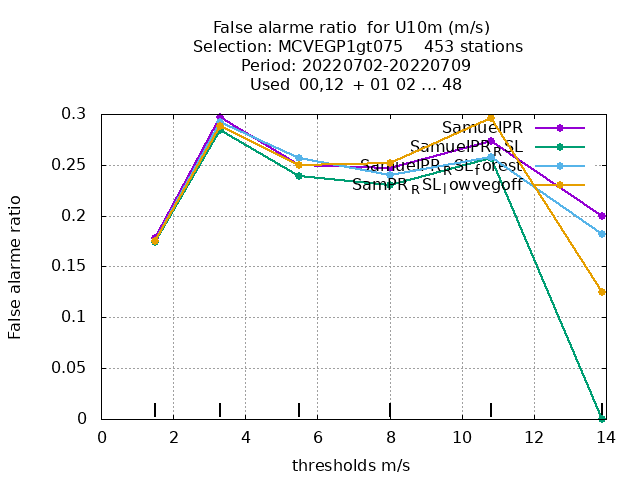 False alarme ratio  for U10m (m/s)
Selection: MCVEGP1gt075    453 stations
Period: 20220702-20220709
Used  00,12  + 01 02 ... 48
SamuelPR
SamuelPR_RSL
SamuelPR_RSL_forest
SamPR_RSL_lowvegoff
False alarme ratio
0.3
0.25
0.2
0.15
0.1
0.05
0
0 2 4 6 8 10 12 14
thresholds m/s